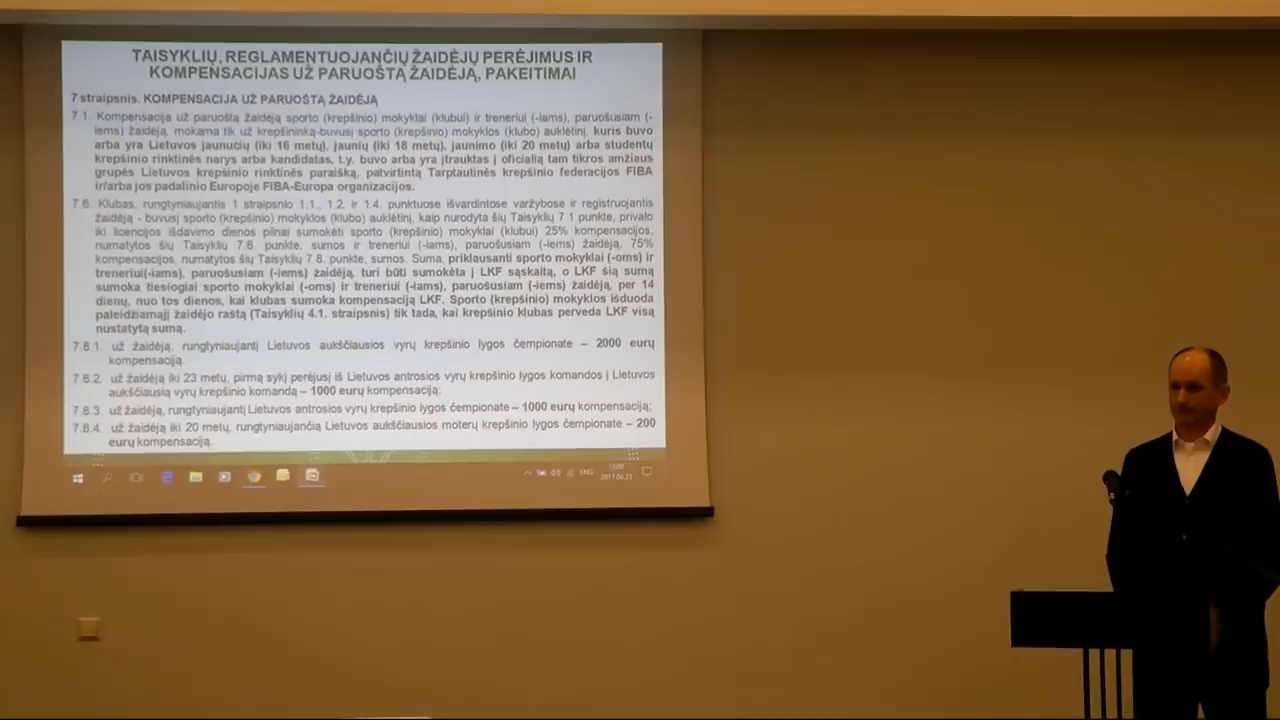 TAISYKLIŲ, REGLAMENTUOJANČIŲ ŽAIDĖJŲ PERĖJIMUS IR
KOMPENSACIJAS UŽ PARUOŠTĄ ŽAIDĖJĄ, PAKEITIMAI
7 straipsnis. KOMPENSACIJA UŽ PARUOŠTĄ ŽAIDĖJĄ
7.1. Kompensacija už paruoštą žaidėją sporto (krepšinio) mokyklai (klubui) ir treneriui (-iams), paruošusiam (-
iems) žaidėją, mokama tik už krepšininką-buvusį sporto (krepšinio) mokyklos (klubo) auklėtinį, kuris buvo
arba yra Lietuvos jaunučių (iki 16 metų), jaunių (iki 18 metų), jaunimo (iki 20 metų) arba studentų
krepšinio rinktinės narys arba kandidatas, t.y. buvo arba yra įtrauktas į oficialią tam tikros amžiaus
grupės Lietuvos krepšinio rinktinės paraišką, patvirtintą Tarptautinės krepšinio federacijos FIBA
ir/arba jos padalinio Europoje FIBA-Europa organizacijos.
7.6. Klubas, rungtyniaujantis 1 straipsnio 1.1., 1.2. ir 1.4. punktuose išvardintose varžybose ir registruojantis
žaidėją - buvusį sporto (krepšinio) mokyklos (klubo) auklėtinį, kaip nurodyta šių Taisyklių 7.1 punkte, privalo
iki licencijos išdavimo dienos pilnai sumokėti sporto (krepšinio) mokyklai (klubui) 25% kompensacijos,
numatytos šių Taisyklių 7.8. punkte, sumos ir treneriui (-iams), paruošusiam (-iems) žaidėją, 75%
kompensacijos, numatytos šių Taisyklių 7.8. punkte, sumos. Suma, priklausanti sporto mokyklai (-oms) ir
treneriui(-iams), paruošusiam (-iems) žaidėją, turi būti sumokėta į LKF sąskaitą, o LKF šią sumą
sumoka tiesiogiai sporto mokyklai (-oms) ir treneriui (-iams), paruošusiam (-iems) žaidėją, per 14
dienų, nuo tos dienos, kai klubas sumoka kompensaciją LKF. Sporto (krepšinio) mokyklos išduoda
paleidžiamąjį žaidėjo raštą (Taisyklių 4.1. straipsnis) tik tada, kai krepšinio klubas perveda LKF visą
nustatytą sumą.
7.8.1. už žaidėją, rungtyniaujantį Lietuvos aukščiausios vyrų krepšinio lygos čempionate – 2000 eurų
kompensaciją.
7.8.2. už žaidėją iki 23 metų, pirmą sykį perėjusį iš Lietuvos antrosios vyrų krepšinio lygos komandos į Lietuvos
aukščiausią vyrų krepšinio komandą – 1000 eurų kompensaciją;
7.8.3. už žaidėją, rungtyniaujantį Lietuvos antrosios vyrų krepšinio lygos čempionate – 1000 eurų kompensaciją;
7.8.4. už žaidėją iki 20 metų, rungtyniaujančią Lietuvos aukščiausios moterų krepšinio lygos čempionate – 200
eurų kompensaciją.
ENG
13:00
2017.04.23